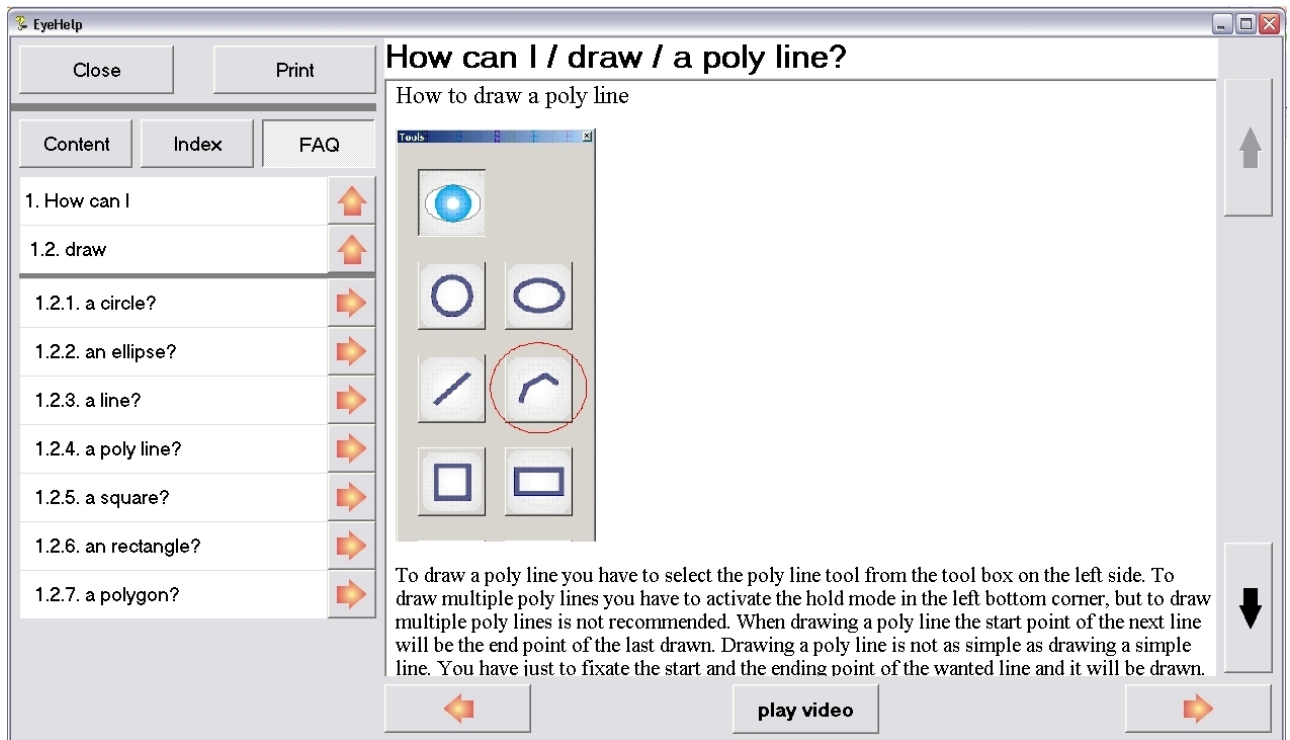 EyeHelp
Close
Print
Content
Index
FAQ
1. How can I
1.2. draw
1.2.1. a circle?
1.2.2. an ellipse?
1.2.3. a line?
1.2.4. a poly line?
1.2.5. a square?
1.2.6. an rectangle?
1.2.7. a polygon?
How can I / draw / a poly line?
How to draw a poly line
Tools
To draw a poly line you have to select the poly line tool from the tool box on the left side. To
draw multiple poly lines you have to activate the hold mode in the left bottom corner, but to draw
multiple poly lines is not recommended. When drawing a poly line the start point of the next line
will be the end point of the last drawn. Drawing a poly line is not as simple as drawing a simple
line. You have just to fixate the start and the ending point of the wanted line and it will be drawn.
play video